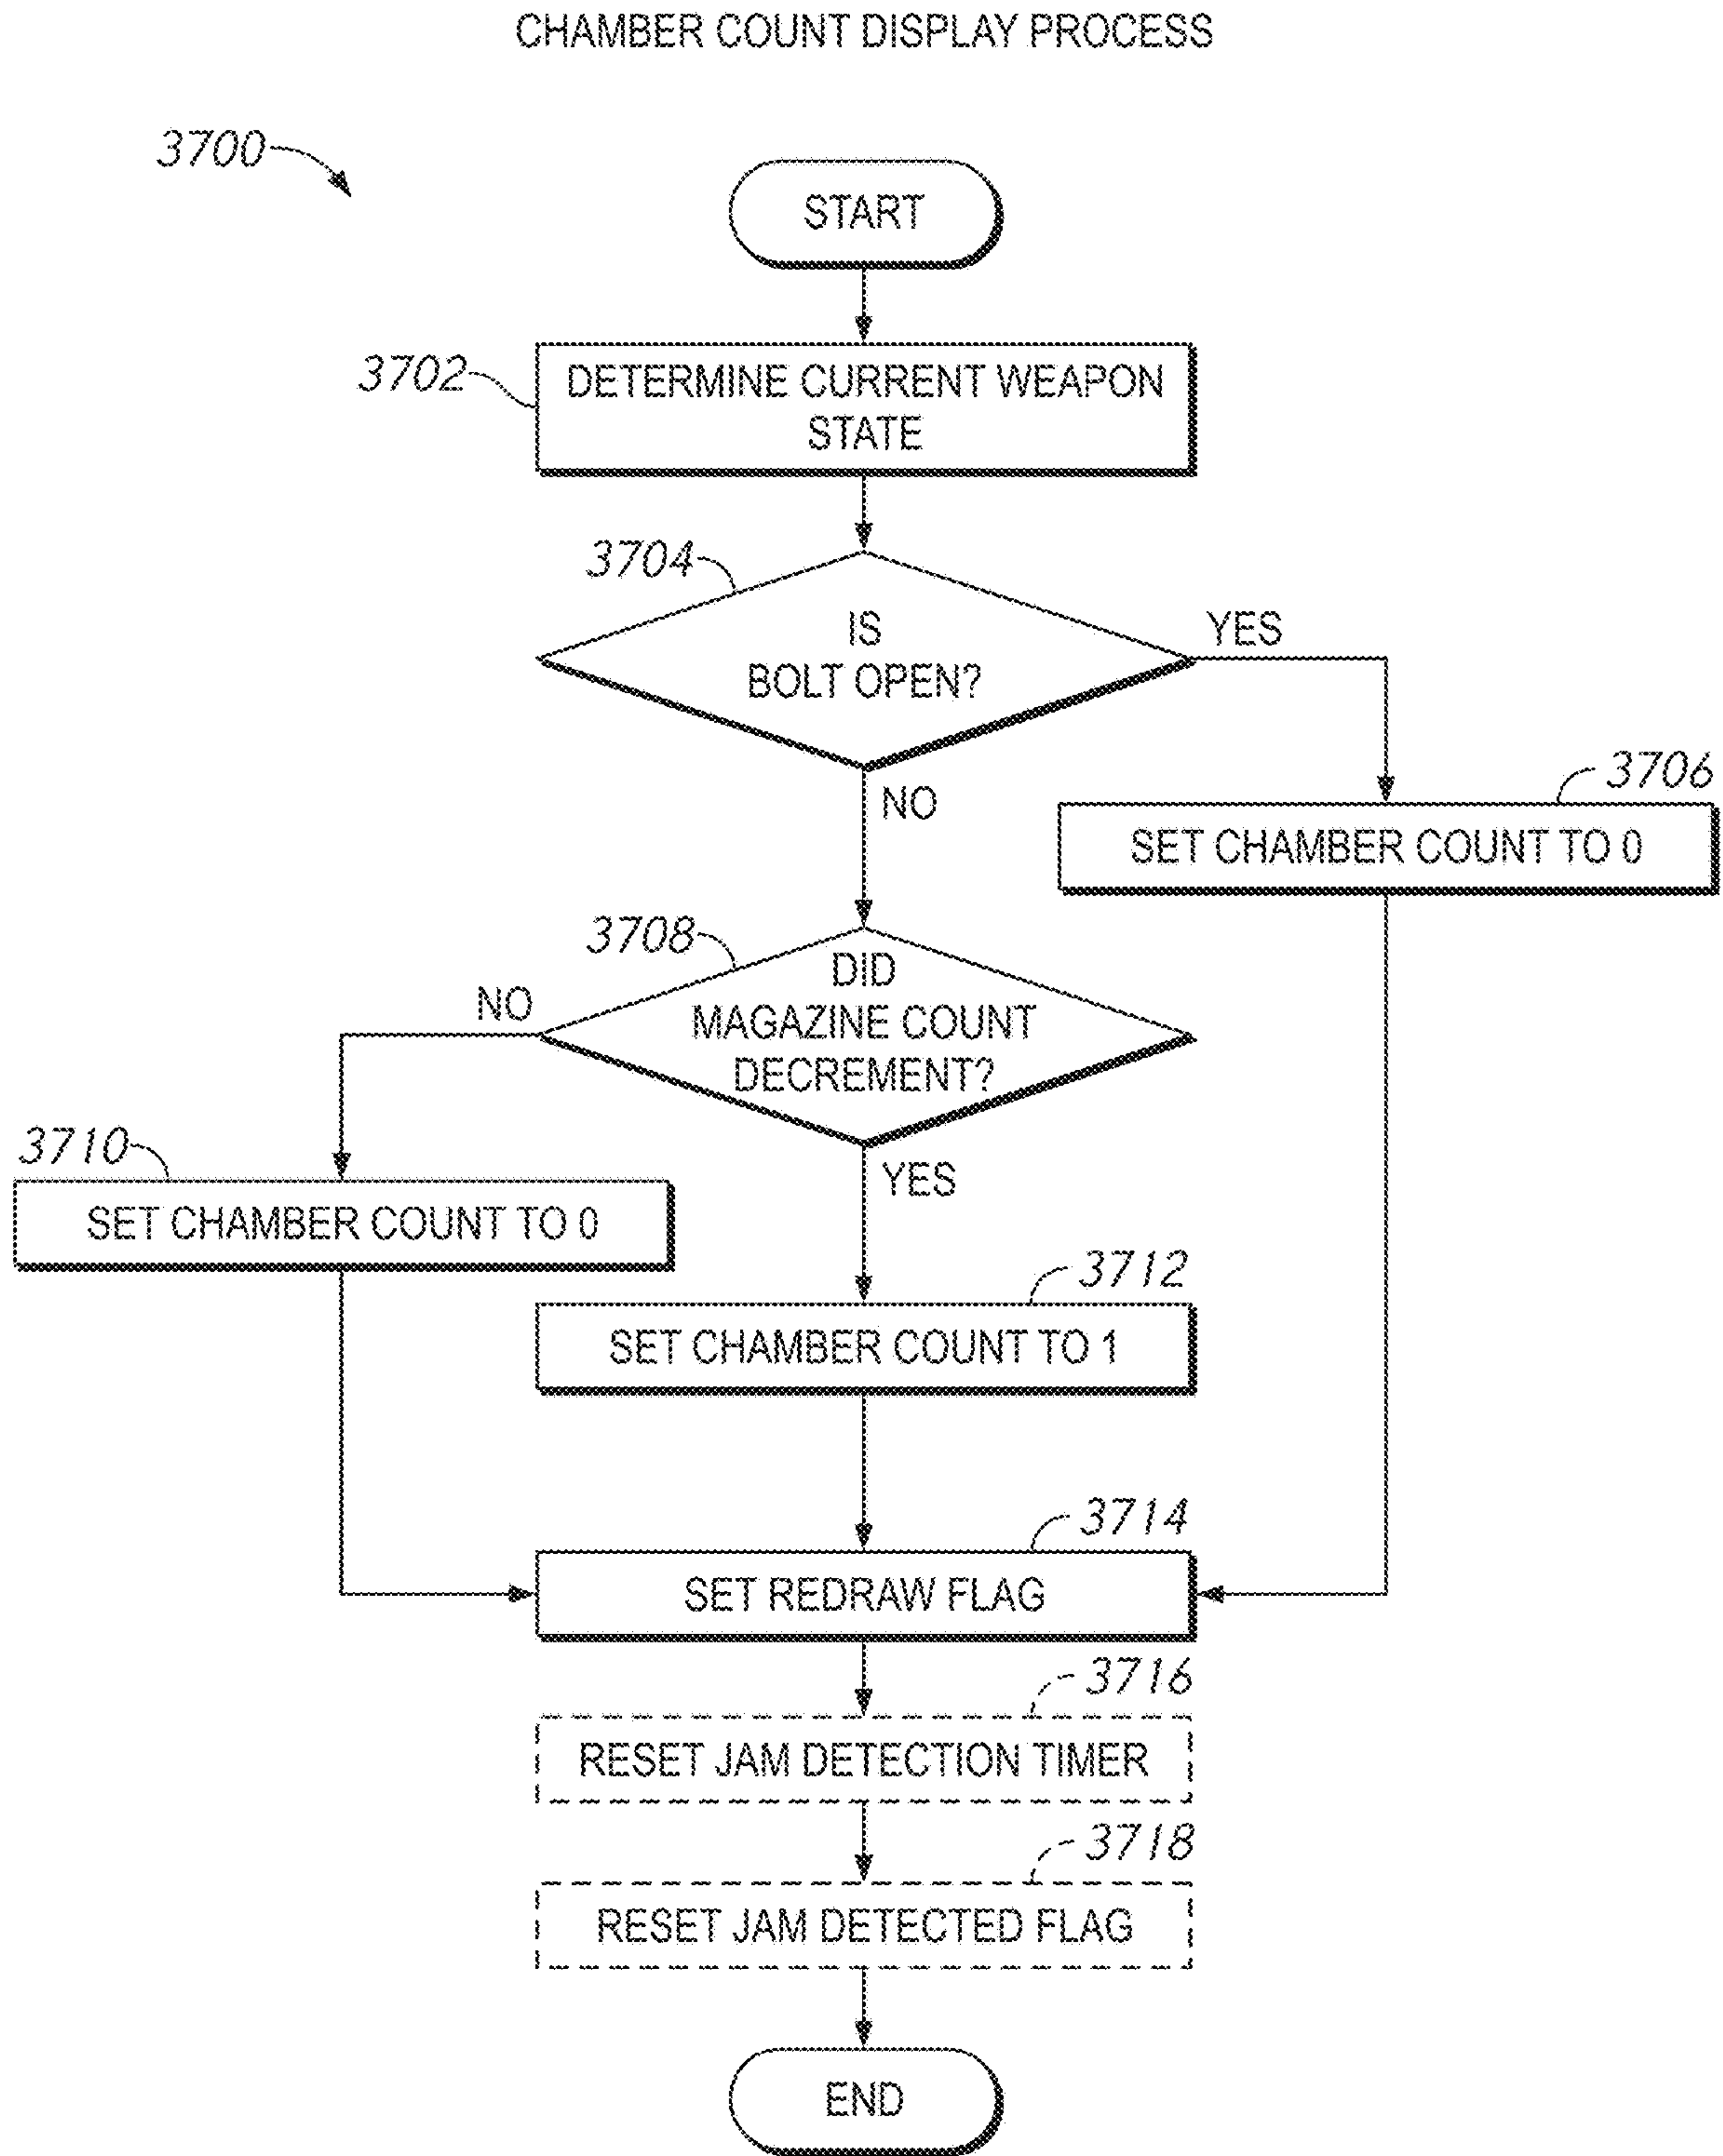 CHAMBER COUNT DISPLAY PROCESS
3700
START
3702
DETERMINE CURRENT WEAPON
STATE
3704
IS
BOLT OPEN?
YES
NO
3706
SET CHAMBER COUNT TO 0
3708
DID
MAGAZINE COUNT
DECREMENT?
NO
YES
3710
SET CHAMBER COUNT TO 0
3712
SET CHAMBER COUNT TO 1
3714
SET REDRAW FLAG
3716
RESET JAM DETECTION TIMER
3718
RESET JAM DETECTED FLAG
END